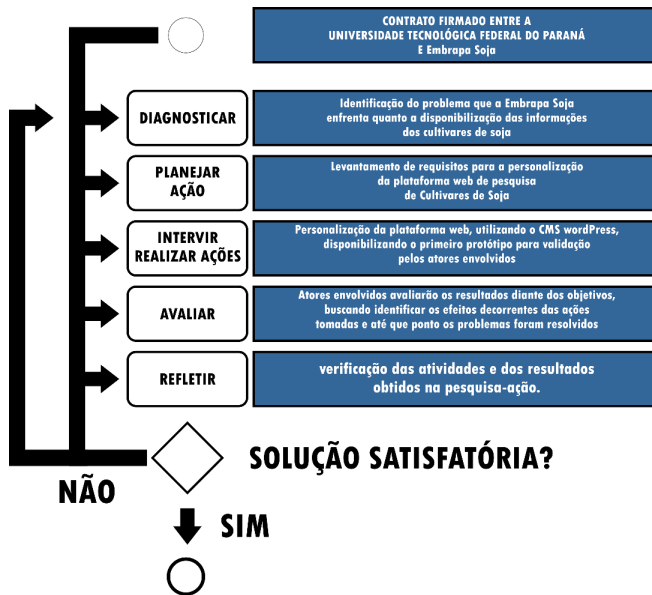 CONTRATO FIRMADO ENTRE A
UNIVERSIDADE TECNOLÓGICA FEDERAL DO PARANÁ
E Embrapa Soja
DIAGNOSTICAR
Identificação do problema que a Embrapa Soja
enfrenta quanto a disponibilização das informações
dos cultivares de soja
PLANEJAR
AÇÃO
Levantamento de requisitos para a personalização
da plataforma web de pesquisa
de Cultivares de Soja
INTERVIR
REALIZAR AÇÕES
Personalização da plataforma web, utilizando o CMS wordPress,
disponibilizando o primeiro protótipo para validação
pelos atores envolvidos
AVALIAR
Atores envolvidos avaliarão os resultados diante dos objetivos,
buscando identificar os efeitos decorrentes das ações
tomadas e até que ponto os problemas foram resolvidos
REFLETIR
verificação das atividades e dos resultados
obtidos na pesquisa-ação.
SOLUÇÃO SATISFATÓRIA?
NÃO
SIM